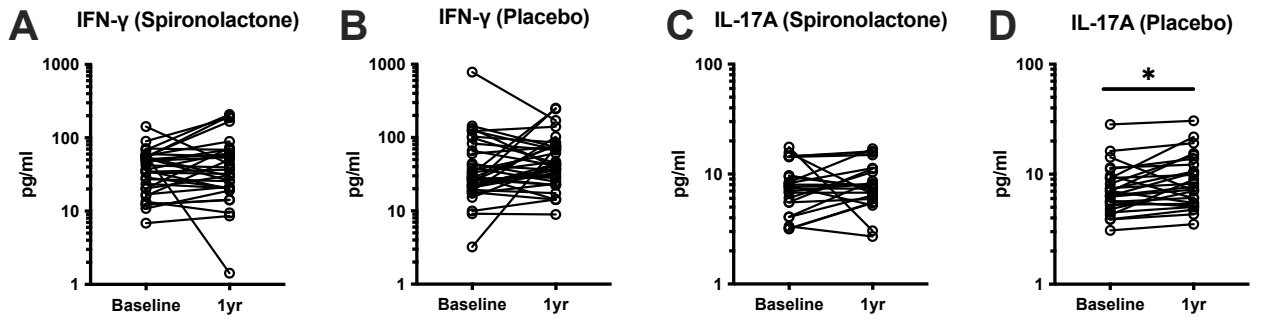 A IFN-γ (Spironolactone)
1000
100
10
1
pg/ml
Baseline 1yr
B IFN-γ (Placebo)
1000
100
10
1
pg/ml
Baseline 1yr
C IL-17A (Spironolactone)
100
10
1
pg/ml
Baseline 1yr
D IL-17A (Placebo)
100
10
1
pg/ml
*
Baseline 1yr